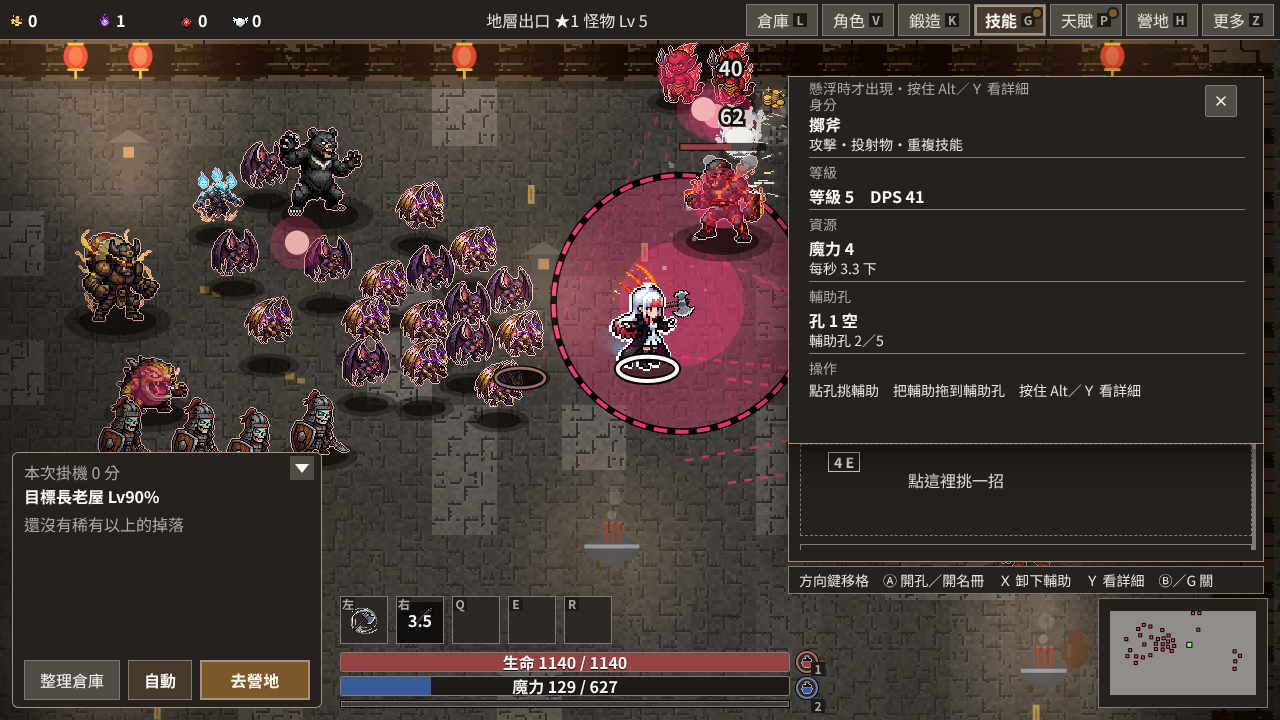 0
1
0
0
地層出口 ★1 怪物 Lv 5
倉庫 L
角色 V
鍛造 K
技能 G
天賦 P
營地 H
更多 Z
40
62
懸浮時才出現・按住 Alt／Ｙ 看詳細
身分
擲斧
攻擊・投射物・重複技能
等級
等級 5　DPS 41
資源
魔力 4
每秒 3.3 下
輔助孔
孔 1 空
輔助孔 2／5
操作
點孔挑輔助　把輔助拖到輔助孔　按住 Alt／Ｙ 看詳細
4 E
點這裡挑一招
方向鍵移格　Ⓐ 開孔／開名冊　X 卸下輔助　Y 看詳細　Ⓑ／G 關
本次掛機 0 分
目標長老屋 Lv90%
還沒有稀有以上的掉落
整理倉庫
自動
去營地
左
右
3.5
Q
E
R
生命 1140 / 1140
魔力 129 / 627
1
2